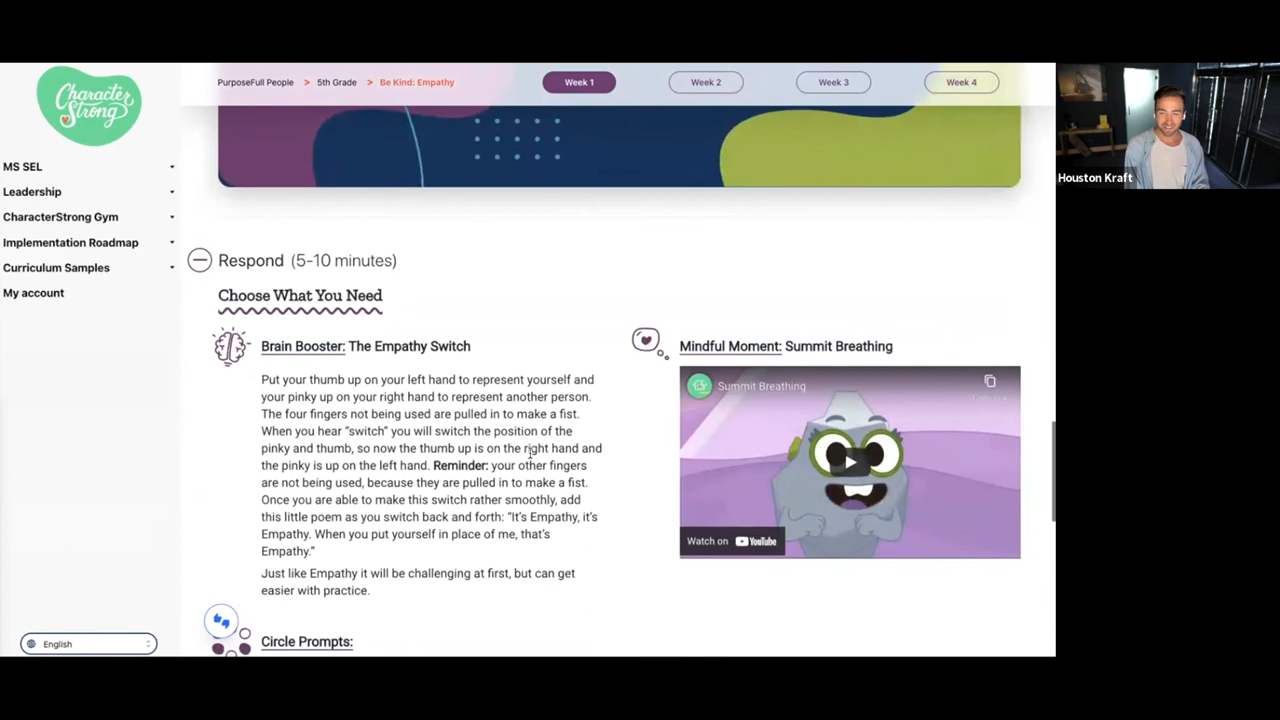 Character
Strong
MS SEL
Leadership
CharacterStrong Gym
Implementation Roadmap
Curriculum Samples
My account
English
PurposeFull People > 5th Grade > Be Kind: Empathy
Week 1
Week 2
Week 3
Week 4
Respond (5-10 minutes)
Choose What You Need
Brain Booster: The Empathy Switch
Put your thumb up on your left hand to represent yourself and
your pinky up on your right hand to represent another person.
The four fingers not being used are pulled in to make a fist.
When you hear "switch" you will switch the position of the
pinky and thumb, so now the thumb up is on the right hand and
the pinky is up on the left hand. Reminder: your other fingers
are not being used, because they are pulled in to make a fist.
Once you are able to make this switch rather smoothly, add
this little poem as you switch back and forth: “It’s Empathy, it’s
Empathy. When you put yourself in place of me, that’s
Empathy.”
Just like Empathy it will be challenging at first, but can get
easier with practice.
Mindful Moment: Summit Breathing
Summit Breathing
Copy link
Watch on YouTube
Circle Prompts:
Houston Kraft